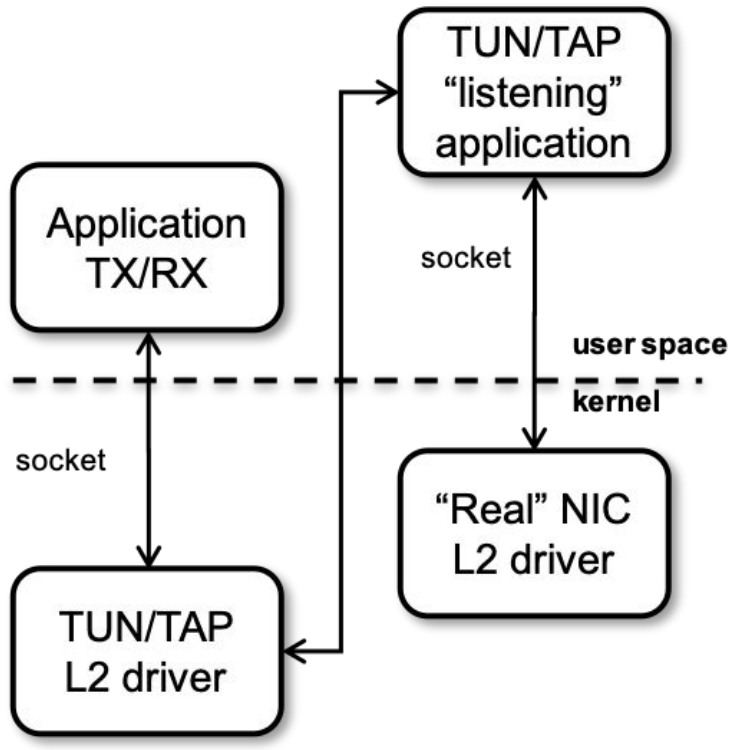 TUN/TAP
“listening”
application
Application
TX/RX
socket
user space
kernel
socket
“Real” NIC
L2 driver
TUN/TAP
L2 driver